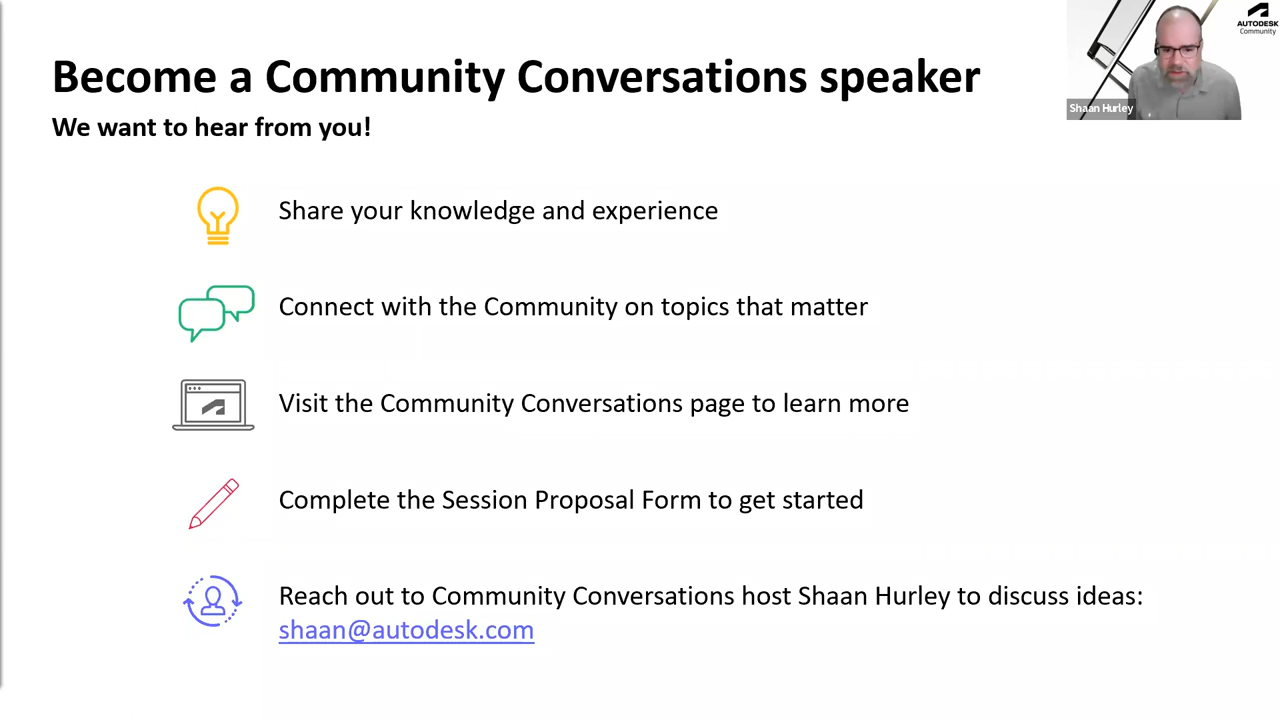 Become a Community Conversations speaker
We want to hear from you!
AUTODESK
Community
Shaan Hurley
Share your knowledge and experience
Connect with the Community on topics that matter
Visit the Community Conversations page to learn more
Complete the Session Proposal Form to get started
Reach out to Community Conversations host Shaan Hurley to discuss ideas:
shaan@autodesk.com